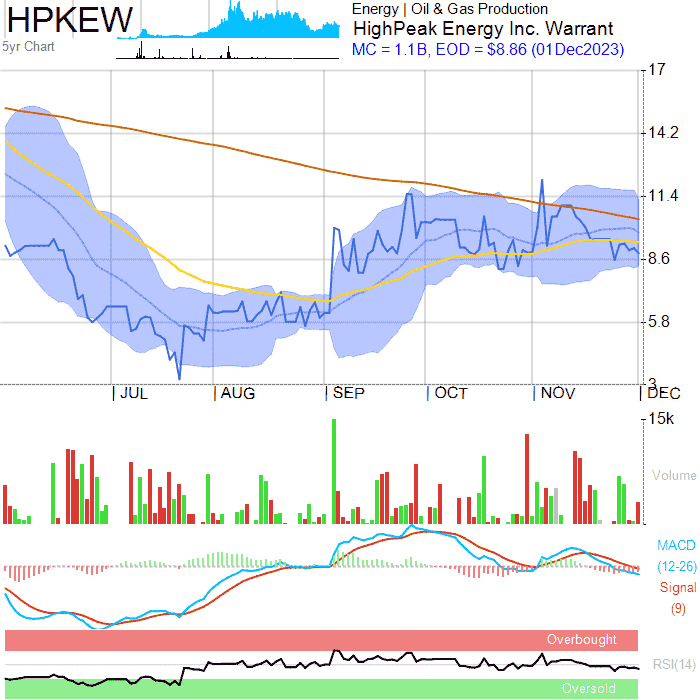 HPKEW
5yr Chart
Energy | Oil & Gas Production
HighPeak Energy Inc. Warrant
MC = 1.1B, EOD = $8.86 (01Dec2023)
17
14.2
11.4
8.6
5.8
3
JUL AUG SEP OCT NOV DEC
15k
Volume
MACD
(12-26)
Signal
(9)
Overbought
RSI(14)
Oversold